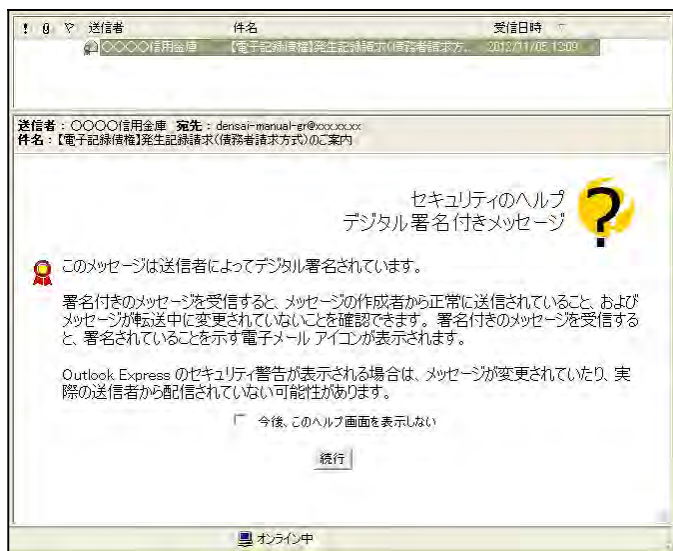 ! 0 送信者 件名 受信日時
〇〇〇〇信用金庫 【電子記録債権】発生記録請求(債務者請求方... 2012/11/05 12:09
送信者：〇〇〇〇信用金庫 宛先：densai-manual-gr@xxx.xx.xx
件名：【電子記録債権】発生記録請求(債務者請求方式)のご案内
セキュリティのヘルプ
デジタル署名付きメッセージ
このメッセージは送信者によってデジタル署名されています。
署名付きのメッセージを受信すると、メッセージの作成者から正常に送信されていること、および
メッセージが転送中に変更されていないことを確認できます。署名付きのメッセージを受信する
と、署名されていることを示す電子メール アイコンが表示されます。
Outlook Express のセキュリティ警告が表示される場合は、メッセージが変更されていたり、実
際の送信者から配信されていない可能性があります。
今後、このヘルプ画面を表示しない
続行
オンライン中